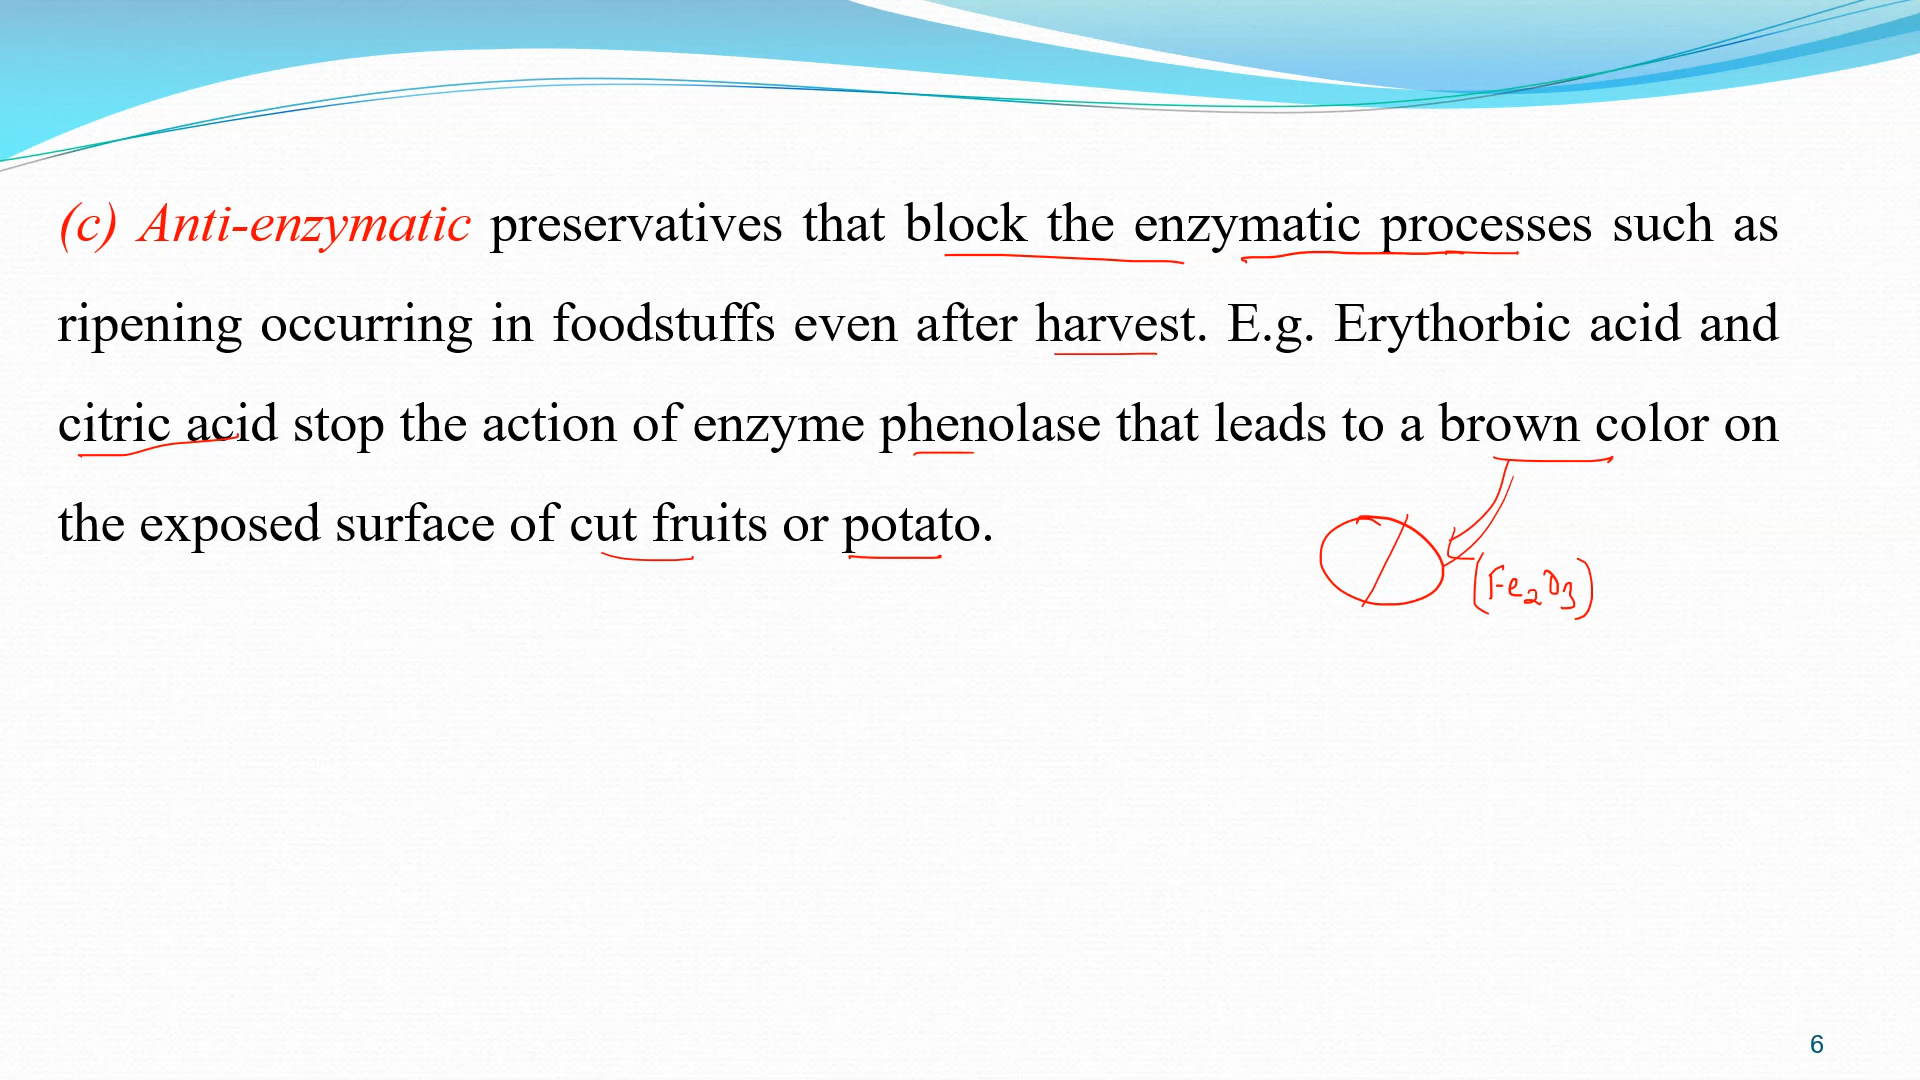 (c) Anti-enzymatic preservatives that block the enzymatic processes such as
ripening occurring in foodstuffs even after harvest. E.g. Erythorbic acid and
citric acid stop the action of enzyme phenolase that leads to a brown color on
the exposed surface of cut fruits or potato.
(Fe₂O₃)
6